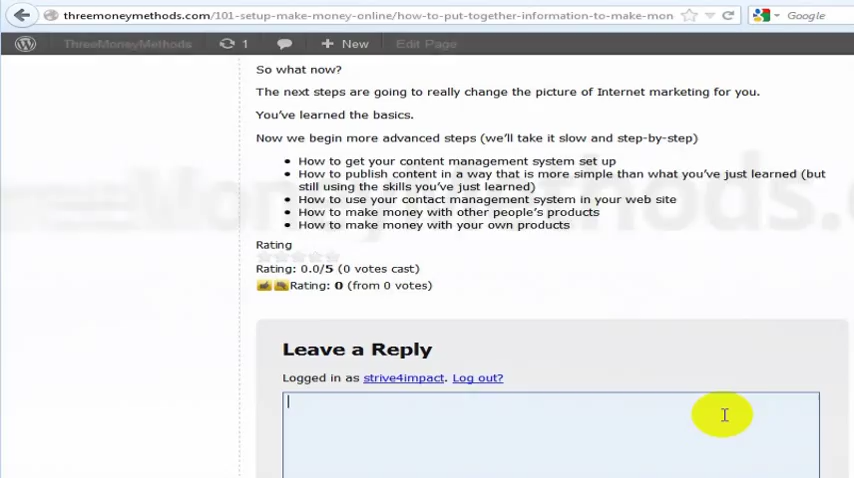 threemoneymethods.com/101-setup-make-money-online/how-to-put-together-information-to-make-mon
Google
ThreeMoneyMethods 1 New Edit Page
So what now?
The next steps are going to really change the picture of Internet marketing for you.
You've learned the basics.
Now we begin more advanced steps (we'll take it slow and step-by-step)
How to get your content management system set up
How to publish content in a way that is more simple than what you've just learned (but
still using the skills you've just learned)
How to use your contact management system in your web site
How to make money with other people's products
How to make money with your own products
Rating
Rating: 0.0/5 (0 votes cast)
Rating: 0 (from 0 votes)
Leave a Reply
Logged in as strive4impact. Log out?